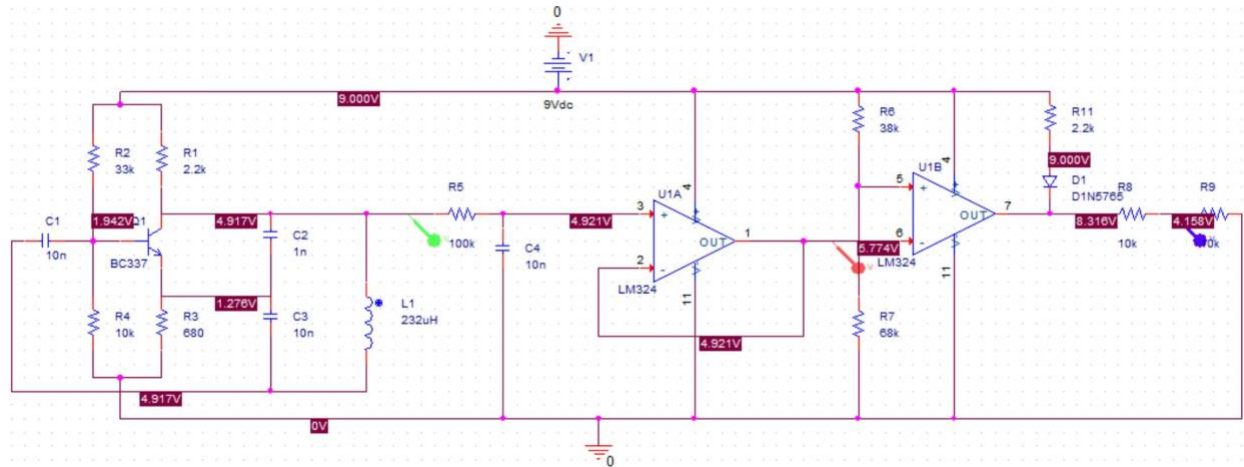 0
V1
9Vdc
9.000V
R2
33k
R1
2.2k
R6
38k
R11
2.2k
9.000V
D1
D1N5765
C1
10n
1.942V
Q1
BC337
4.917V
C2
1n
R5
100k
C4
10n
4.921V
U1A
3
+
4
OUT
1
2
-
11
LM324
4.921V
5.774V
U1B
5
+
4
OUT
7
6
-
11
LM324
8.316V
R8
10k
4.158V
R9
1.276V
R4
10k
R3
680
C3
10n
L1
232uH
R7
68k
4.917V
0V
0